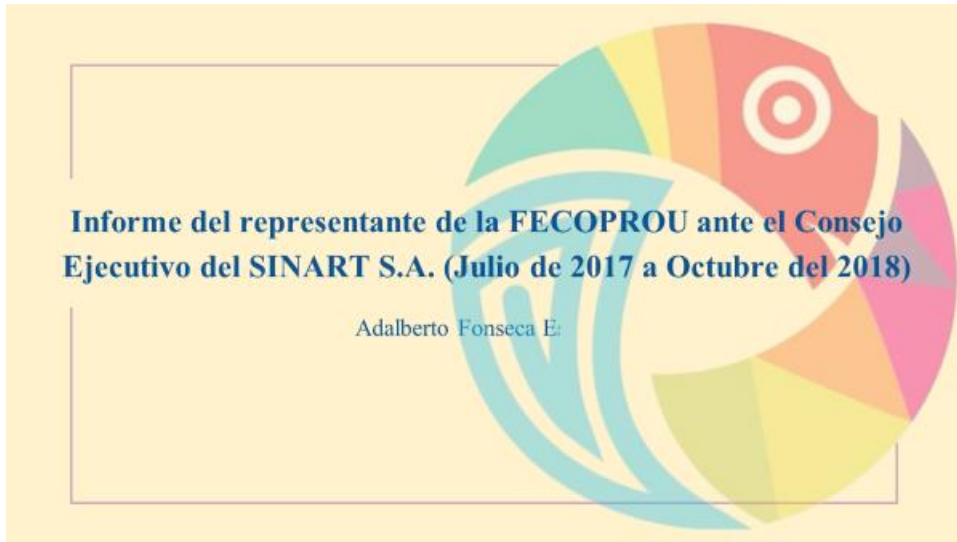 Informe del representante de la FECOPROU ante el Consejo
Ejecutivo del SINART S.A. (Julio de 2017 a Octubre del 2018)
Adalberto Fonseca